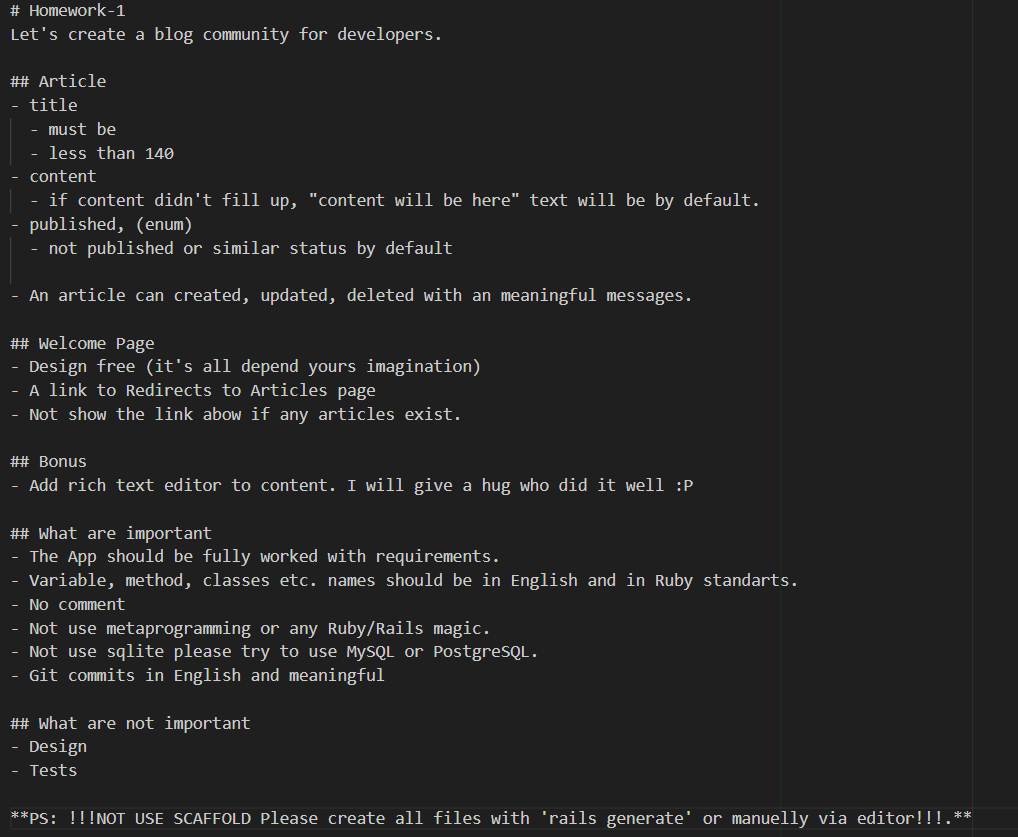 # Homework-1
Let's create a blog community for developers.
## Article
- title
- must be
- less than 140
- content
- if content didn't fill up, "content will be here" text will be by default.
- published, (enum)
- not published or similar status by default
- An article can created, updated, deleted with an meaningful messages.
## Welcome Page
- Design free (it's all depend yours imagination)
- A link to Redirects to Articles page
- Not show the link abow if any articles exist.
## Bonus
- Add rich text editor to content. I will give a hug who did it well :P
## What are important
- The App should be fully worked with requirements.
- Variable, method, classes etc. names should be in English and in Ruby standarts.
- No comment
- Not use metaprogramming or any Ruby/Rails magic.
- Not use sqlite please try to use MySQL or PostgreSQL.
- Git commits in English and meaningful
## What are not important
- Design
- Tests
**PS: !!!NOT USE SCAFFOLD Please create all files with 'rails generate' or manuelly via editor!!!.**